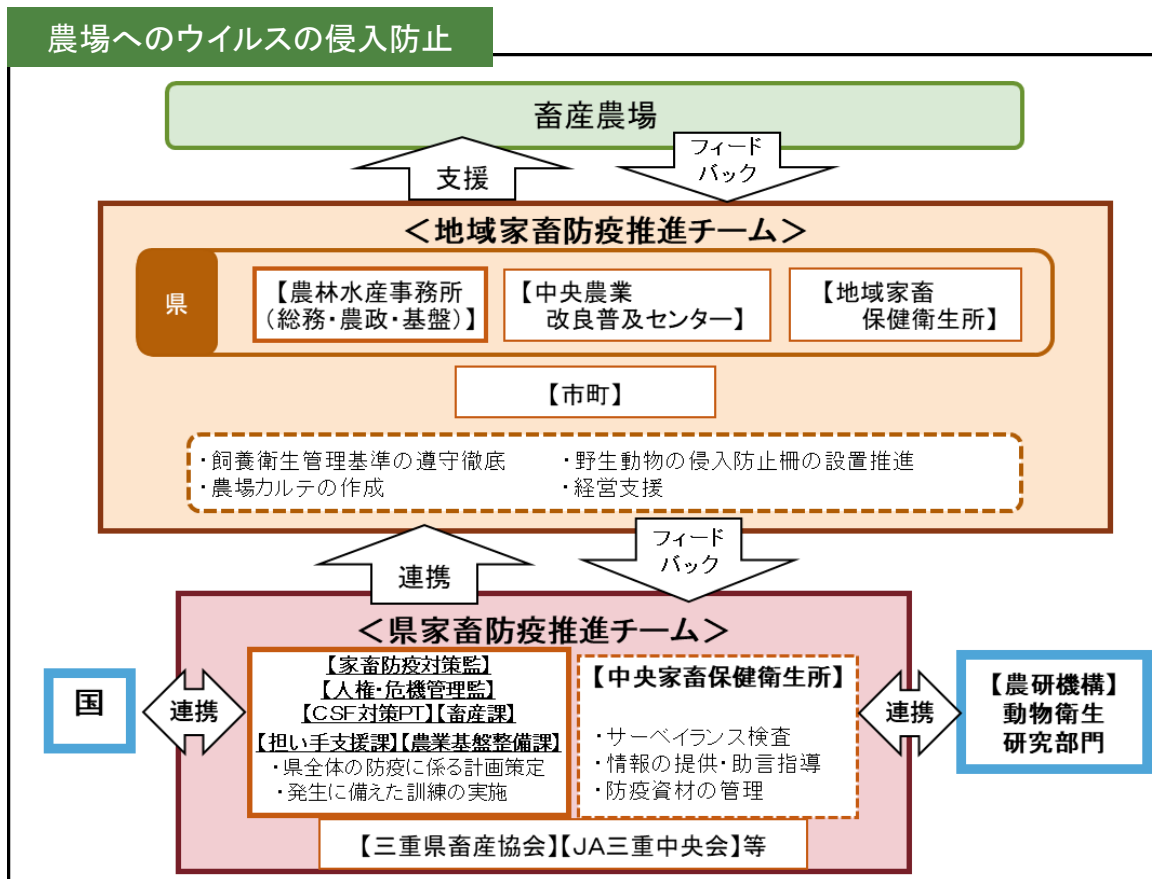 農場へのウイルスの侵入防止
畜産農場
支援
フィード
バック
＜地域家畜防疫推進チーム＞
県
【農林水産事務所
（総務・農政・基盤）】
【中央農業
改良普及センター】
【地域家畜
保健衛生所】
【市町】
・飼養衛生管理基準の遵守徹底
・農場カルテの作成
・野生動物の侵入防止柵の設置推進
・経営支援
連携
フィード
バック
＜県家畜防疫推進チーム＞
国
連携
【家畜防疫対策監】
【人権・危機管理監】
【CSF対策PT】【畜産課】
【担い手支援課】【農業基盤整備課】
・県全体の防疫に係る計画策定
・発生に備えた訓練の実施
【中央家畜保健衛生所】
・サーベイランス検査
・情報の提供・助言指導
・防疫資材の管理
連携
【農研機構】
動物衛生
研究部門
【三重県畜産協会】【JA三重中央会】等